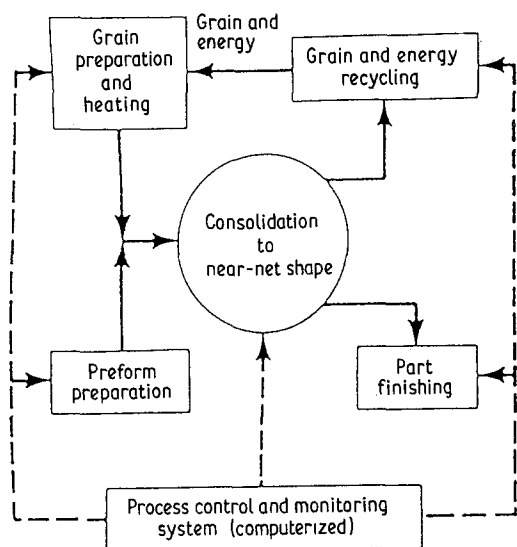 Grain
preparation
and
heating
Grain and
energy
Grain and energy
recycling
Consolidation
to
near-net shape
Preform
preparation
Part
finishing
Process control and monitoring
system (computerized)